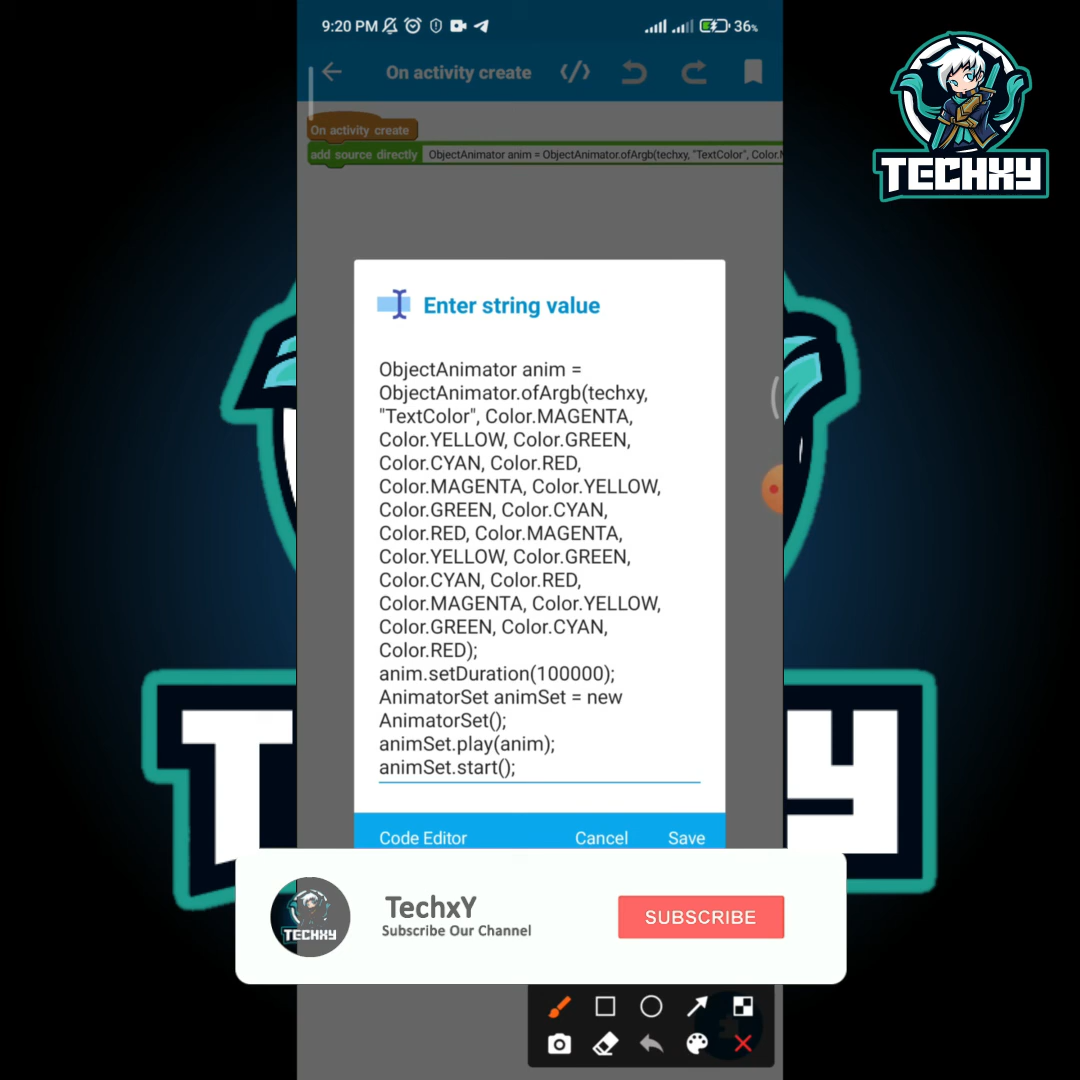 9:20 PM 36%
On activity create
On activity create
add source directly ObjectAnimator anim = ObjectAnimator.ofArgb(techxy, "TextColor", Color.M
TECHXY
Enter string value
ObjectAnimator anim =
ObjectAnimator.ofArgb(techxy,
"TextColor", Color.MAGENTA,
Color.YELLOW, Color.GREEN,
Color.CYAN, Color.RED,
Color.MAGENTA, Color.YELLOW,
Color.GREEN, Color.CYAN,
Color.RED, Color.MAGENTA,
Color.YELLOW, Color.GREEN,
Color.CYAN, Color.RED,
Color.MAGENTA, Color.YELLOW,
Color.GREEN, Color.CYAN,
Color.RED);
anim.setDuration(100000);
AnimatorSet animSet = new
AnimatorSet();
animSet.play(anim);
animSet.start();
Code Editor Cancel Save
T Y
TECHXY
TechxY
Subscribe Our Channel
SUBSCRIBE